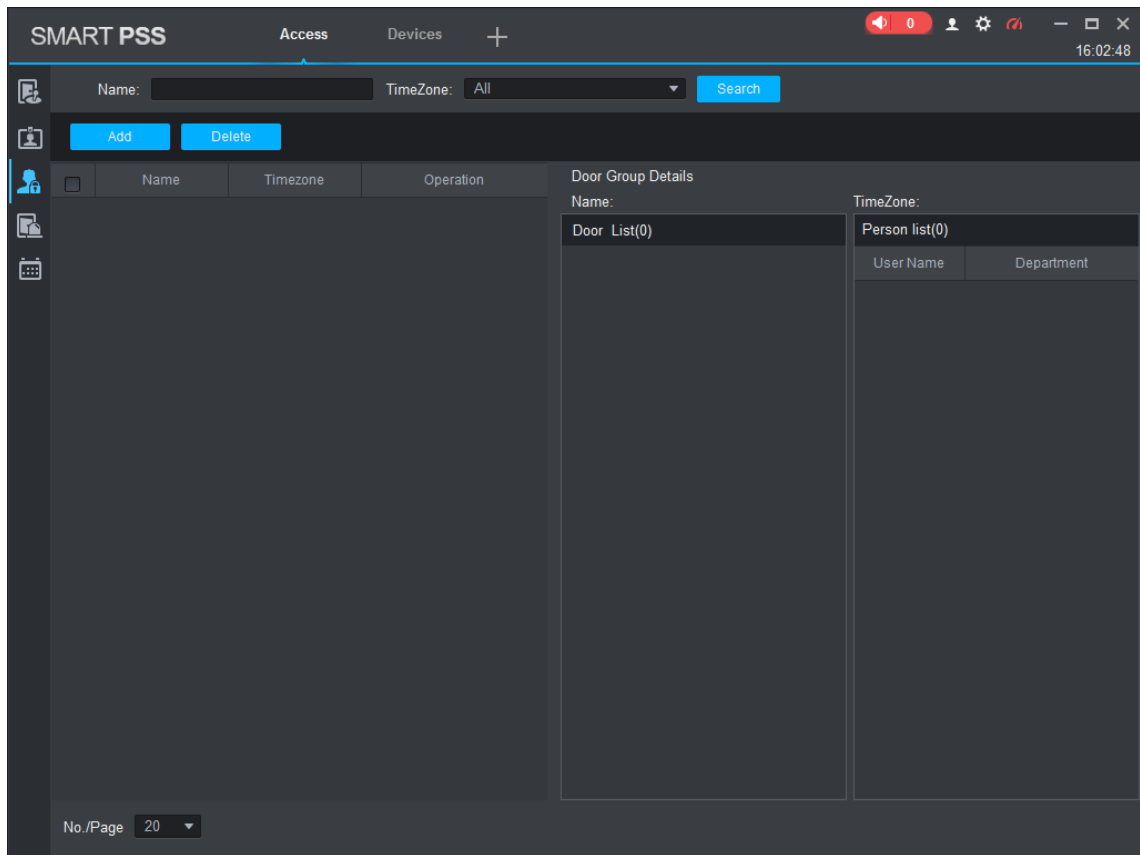 SMART PSS Access Devices 0
16:02:48
Name: TimeZone: All Search
Add Delete
Name Timezone Operation
Door Group Details
Name: TimeZone:
Door List(0) Person list(0)
User Name Department
No./Page 20